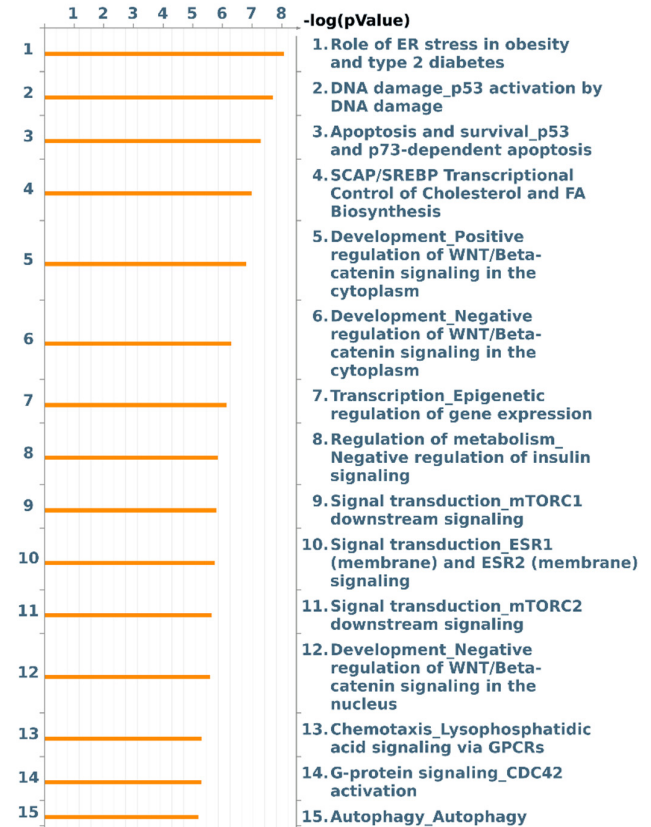 1 2 3 4 5 6 7 8 -log(pValue)
1
1. Role of ER stress in obesity
and type 2 diabetes
2
2. DNA damage_p53 activation by
DNA damage
3
3. Apoptosis and survival_p53
and p73-dependent apoptosis
4
4. SCAP/SREBP Transcriptional
Control of Cholesterol and FA
Biosynthesis
5
5. Development_Positive
regulation of WNT/Beta-
catenin signaling in the
cytoplasm
6
6. Development_Negative
regulation of WNT/Beta-
catenin signaling in the
cytoplasm
7
7. Transcription_Epigenetic
regulation of gene expression
8
8. Regulation of metabolism_
Negative regulation of insulin
signaling
9
9. Signal transduction_mTORC1
downstream signaling
10
10. Signal transduction_ESR1
(membrane) and ESR2 (membrane)
signaling
11
11. Signal transduction_mTORC2
downstream signaling
12
12. Development_Negative
regulation of WNT/Beta-
catenin signaling in the
nucleus
13
13. Chemotaxis_Lysophosphatidic
acid signaling via GPCRs
14
14. G-protein signaling_CDC42
activation
15
15. Autophagy_Autophagy